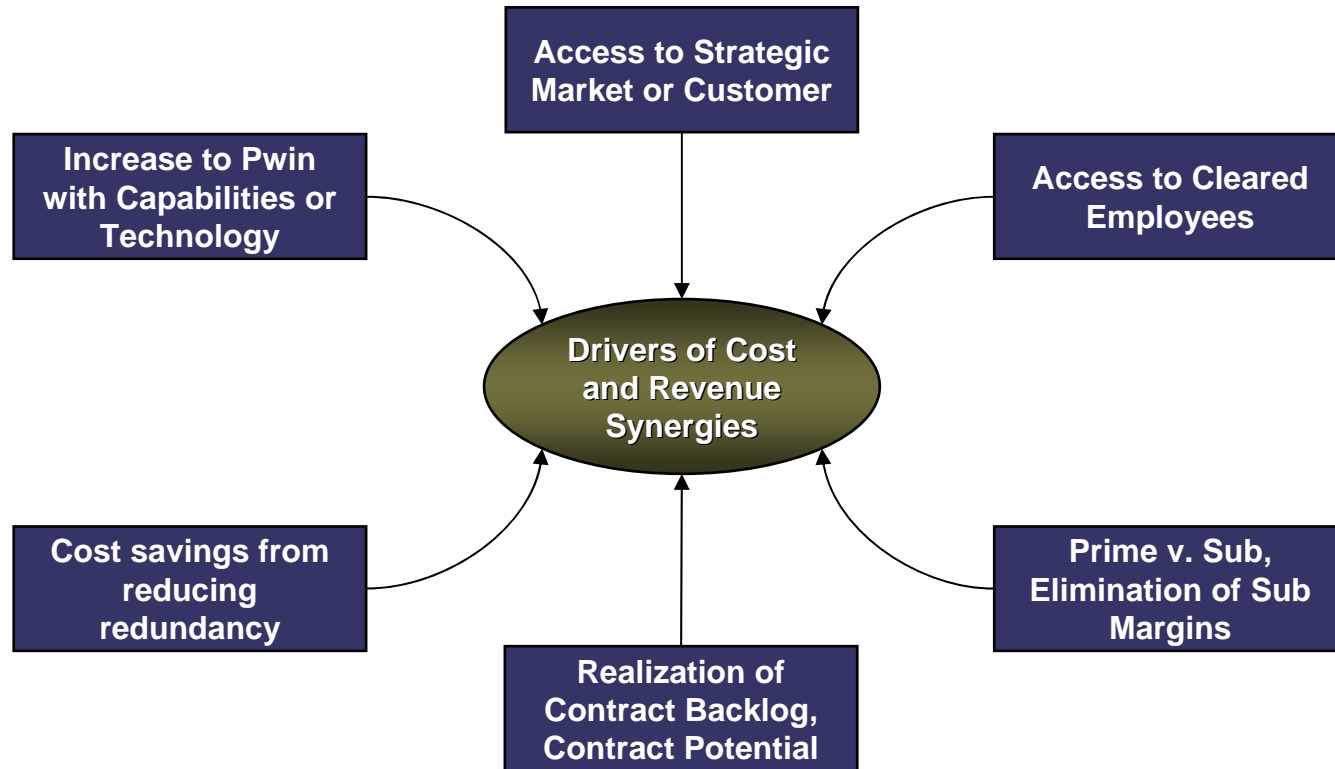 Access to Strategic
Market or Customer
Increase to Pwin
with Capabilities or
Technology
Access to Cleared
Employees
Drivers of Cost
and Revenue
Synergies
Cost savings from
reducing
redundancy
Prime v. Sub,
Elimination of Sub
Margins
Realization of
Contract Backlog,
Contract Potential